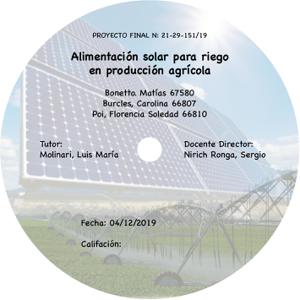 PROYECTO FINAL N: 21-29-151/19
Alimentación solar para riego
en producción agrícola
Bonetto. Matías 67580
Burcles, Carolina 66807
Poi, Florencia Soledad 66810
Tutor:
Molinari, Luis María
Docente Director:
Nirich Ronga, Sergio
Fecha: 04/12/2019
Califación: